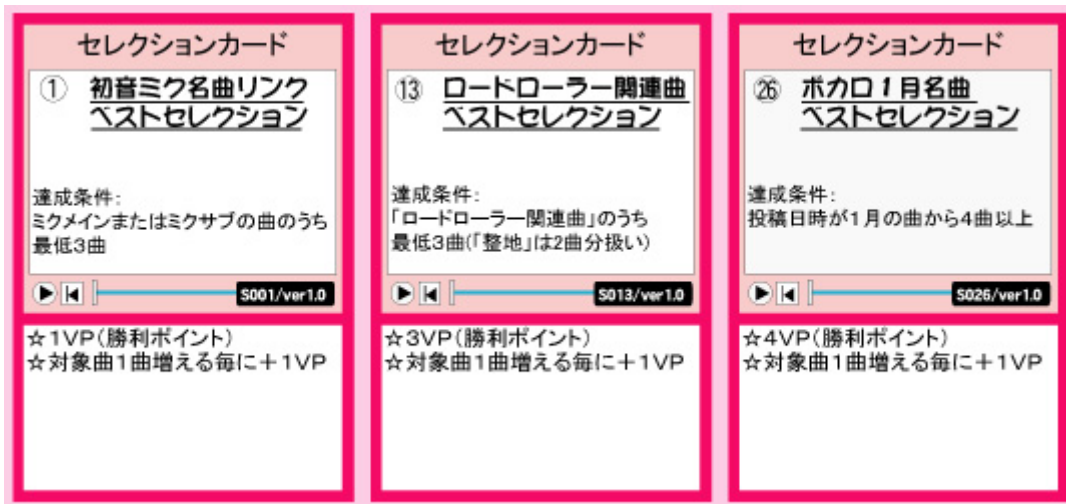 セレクションカード
① 初音ミク名曲リンク
ベストセレクション
達成条件:
ミクメインまたはミクサブの曲のうち
最低3曲
S001/ver1.0
☆1VP(勝利ポイント)
☆対象曲1曲増える毎に+1VP
セレクションカード
⑬ ロードローラー関連曲
ベストセレクション
達成条件:
「ロードローラー関連曲」のうち
最低3曲(「整地」は2曲分扱い)
S013/ver1.0
☆3VP(勝利ポイント)
☆対象曲1曲増える毎に+1VP
セレクションカード
㉖ ボカロ1月名曲
ベストセレクション
達成条件:
投稿日時が1月の曲から4曲以上
S026/ver1.0
☆4VP(勝利ポイント)
☆対象曲1曲増える毎に+1VP